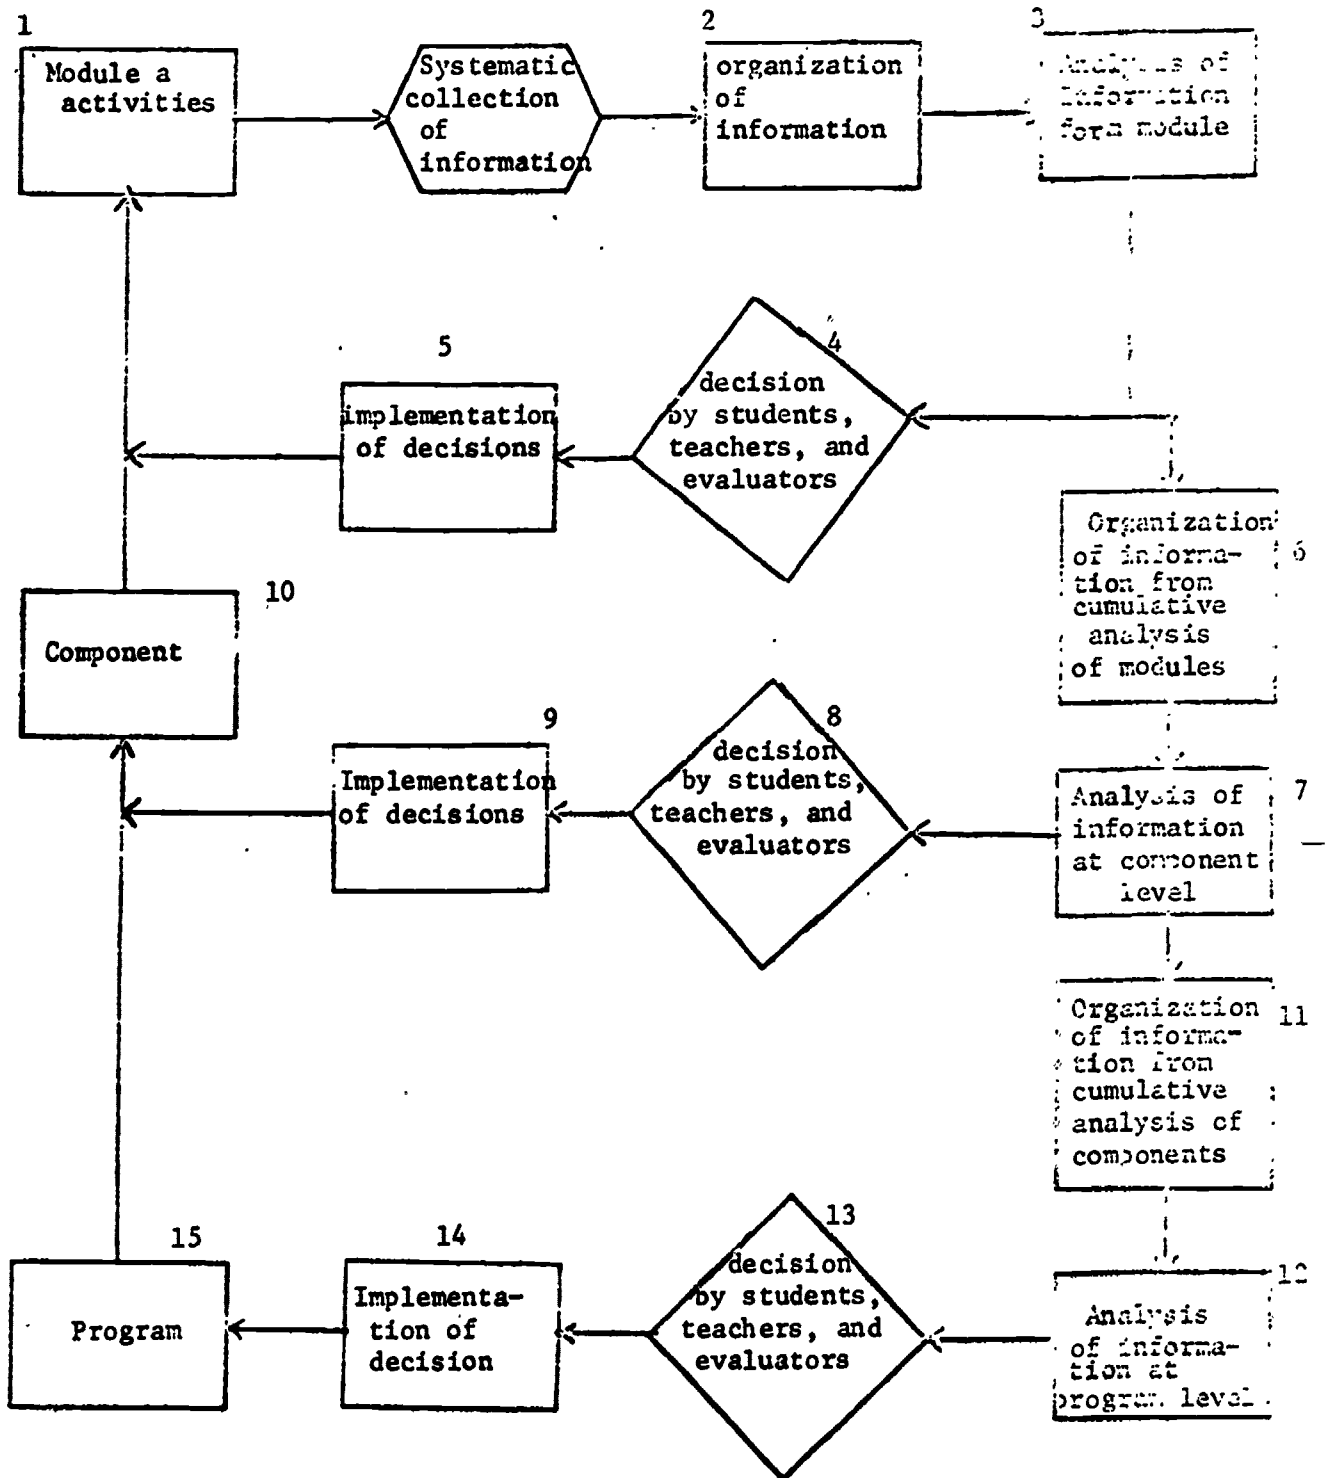 1
Module a
activities
Systematic
collection
of
information
2
organization
of
information
3
Analysis of
Information
form module
4
decision
by students,
teachers, and
evaluators
5
implementation
of decisions
Organization
of informa-
tion from
cumulative
analysis
of modules
6
10
Component
9
Implementation
of decisions
8
decision
by students,
teachers, and
evaluators
Analysis of
information
at component
level
7
Organization
of informa-
tion from
cumulative
analysis of
components
11
15
Program
14
Implementa-
tion of
decision
13
decision
by students,
teachers, and
evaluators
12
Analysis
of informa-
tion at
program level